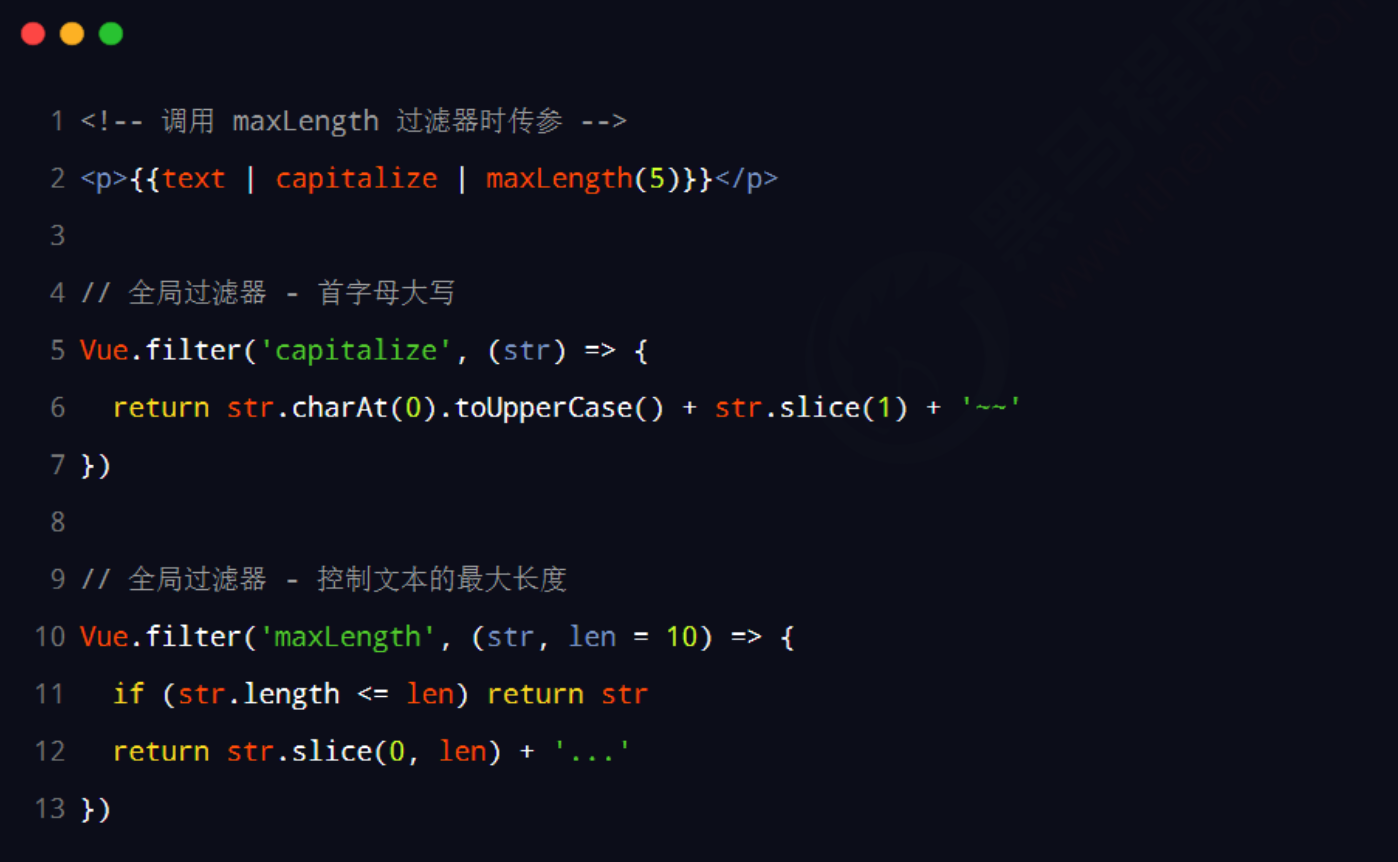 1 <!-- 调用 maxLength 过滤器时传参 -->
2 <p>{{text | capitalize | maxLength(5)}}</p>
3
4 // 全局过滤器 - 首字母大写
5 Vue.filter('capitalize', (str) => {
6   return str.charAt(0).toUpperCase() + str.slice(1) + '~~'
7 })
8
9 // 全局过滤器 - 控制文本的最大长度
10 Vue.filter('maxLength', (str, len = 10) => {
11   if (str.length <= len) return str
12   return str.slice(0, len) + '...'
13 })